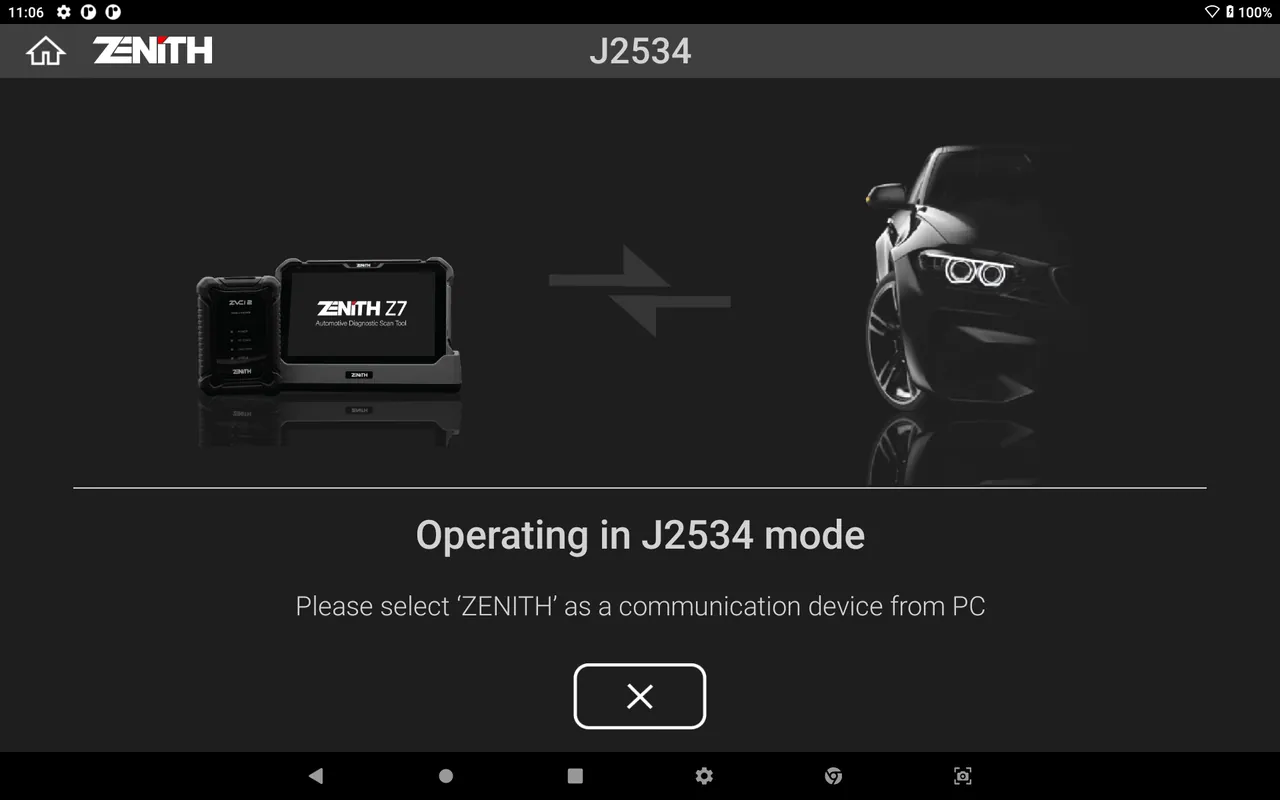 11:06
100%
ZENITH
J2534
ZENITH
ZENITH Z7
Automotive Diagnostic Scan Tool
ZENITH
ZENITH
Operating in J2534 mode
Please select ‘ZENITH’ as a communication device from PC